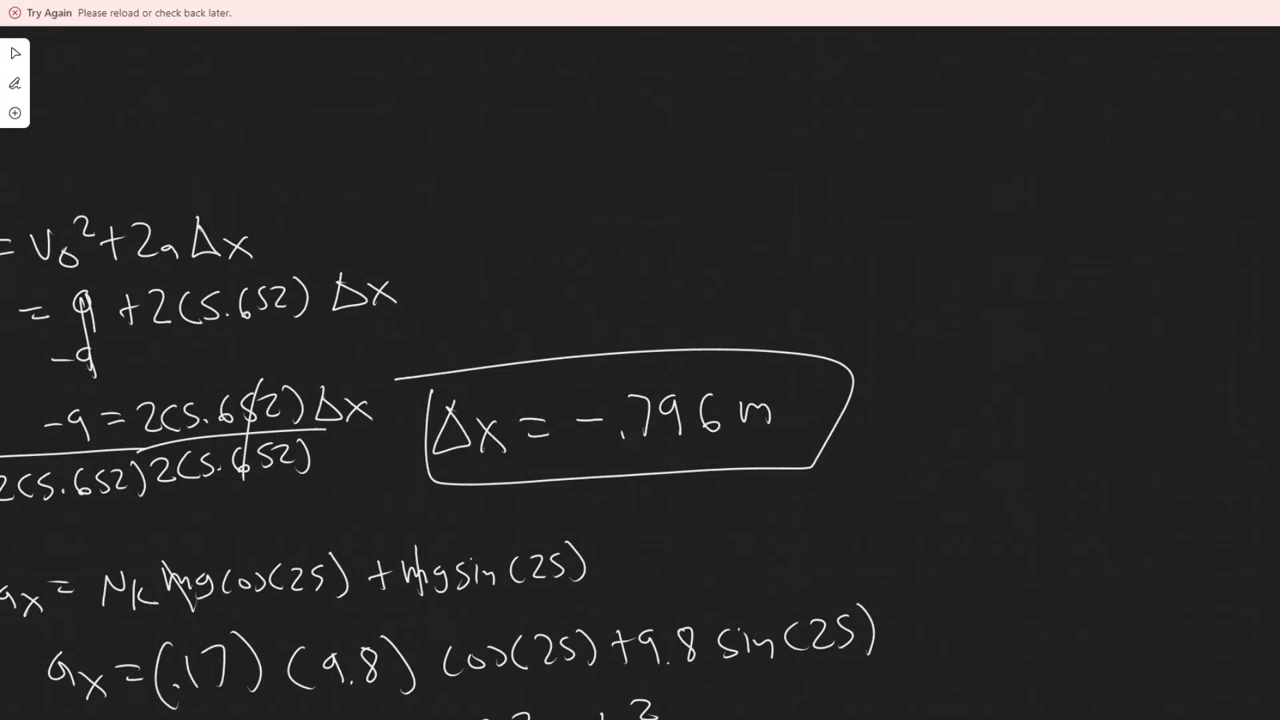 Try Again Please reload or check back later.
= v₀² + 2a Δx
= 9 + 2(5.652) Δx
-9
-9 = 2(5.652) Δx
2(5.652) 2(5.652)
Δx = -.796 m
ax = μk mg cos(25) + mg sin(25)
ax = (.17) (9.8) cos(25) + 9.8 sin(25)